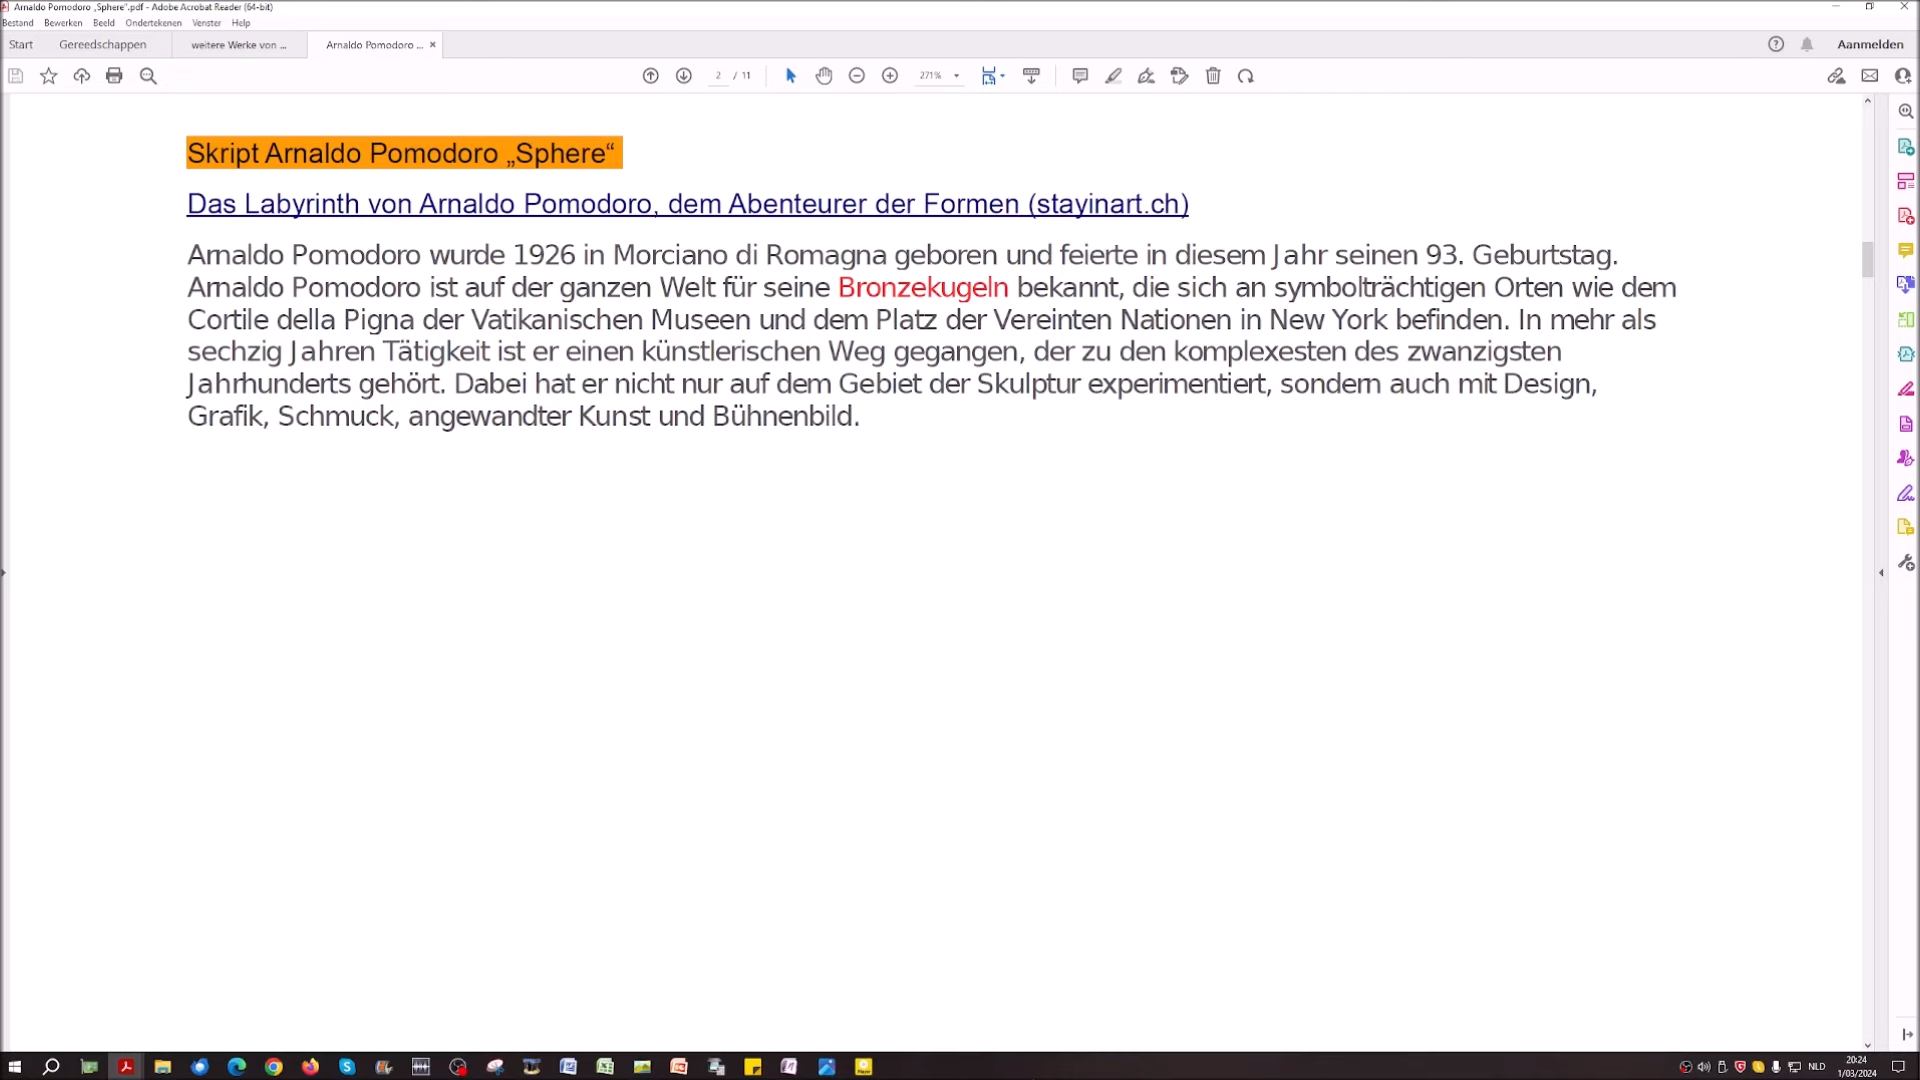 Arnaldo Pomodoro „Sphere“.pdf - Adobe Acrobat Reader (64-bit)
Bestand Bewerken Beeld Ondertekenen Venster Help
Start Gereedschappen weitere Werke von ... Arnaldo Pomodoro ... × Aanmelden
2 / 11 271%
Skript Arnaldo Pomodoro „Sphere“
Das Labyrinth von Arnaldo Pomodoro, dem Abenteurer der Formen (stayinart.ch)
Arnaldo Pomodoro wurde 1926 in Morciano di Romagna geboren und feierte in diesem Jahr seinen 93. Geburtstag.
Arnaldo Pomodoro ist auf der ganzen Welt für seine Bronzekugeln bekannt, die sich an symbolträchtigen Orten wie dem
Cortile della Pigna der Vatikanischen Museen und dem Platz der Vereinten Nationen in New York befinden. In mehr als
sechzig Jahren Tätigkeit ist er einen künstlerischen Weg gegangen, der zu den komplexesten des zwanzigsten
Jahrhunderts gehört. Dabei hat er nicht nur auf dem Gebiet der Skulptur experimentiert, sondern auch mit Design,
Grafik, Schmuck, angewandter Kunst und Bühnenbild.
NLD
20:24
1/03/2024